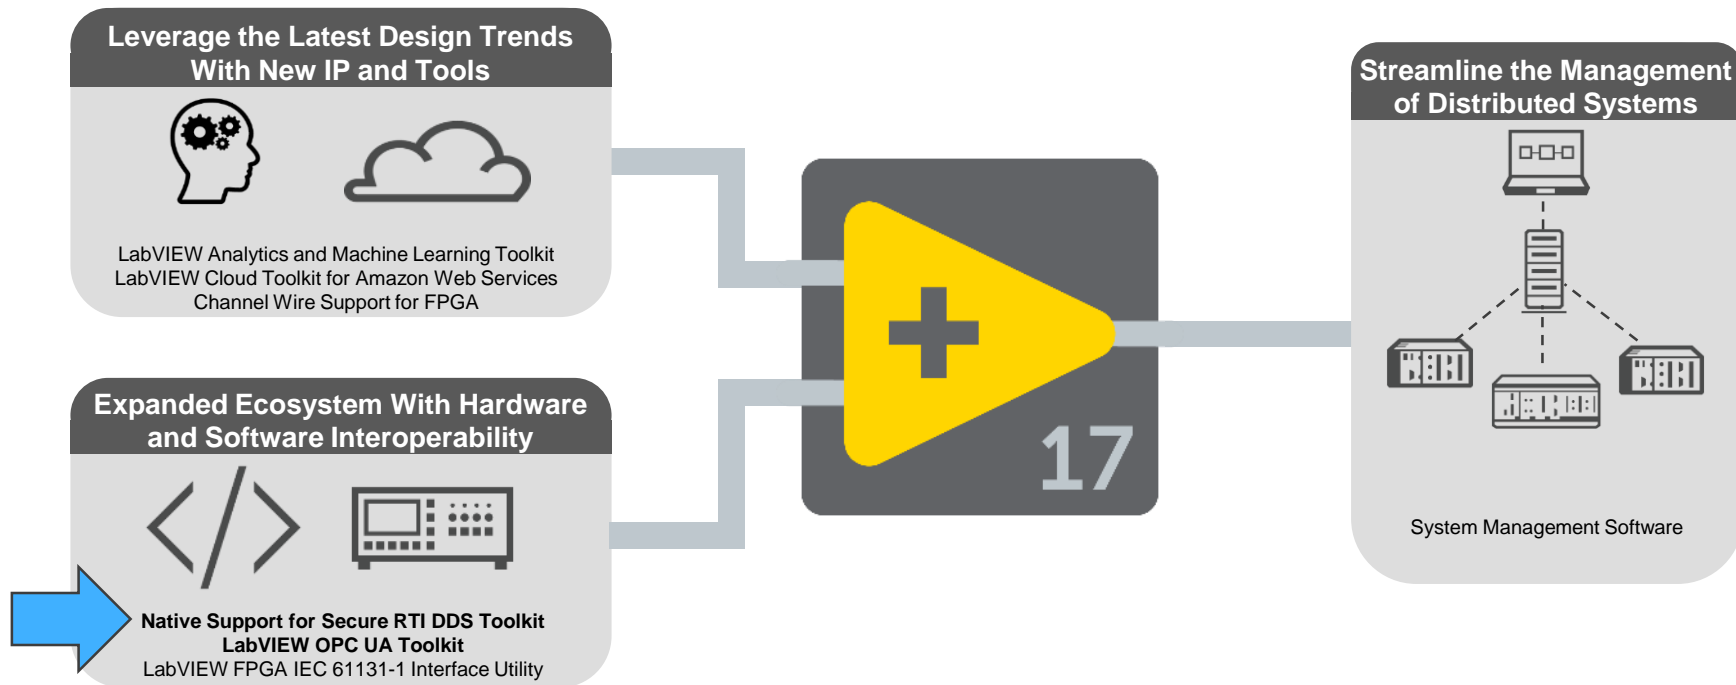 Leverage the Latest Design Trends
With New IP and Tools
LabVIEW Analytics and Machine Learning Toolkit
LabVIEW Cloud Toolkit for Amazon Web Services
Channel Wire Support for FPGA
Expanded Ecosystem With Hardware
and Software Interoperability
Native Support for Secure RTI DDS Toolkit
LabVIEW OPC UA Toolkit
LabVIEW FPGA IEC 61131-1 Interface Utility
17
Streamline the Management
of Distributed Systems
System Management Software